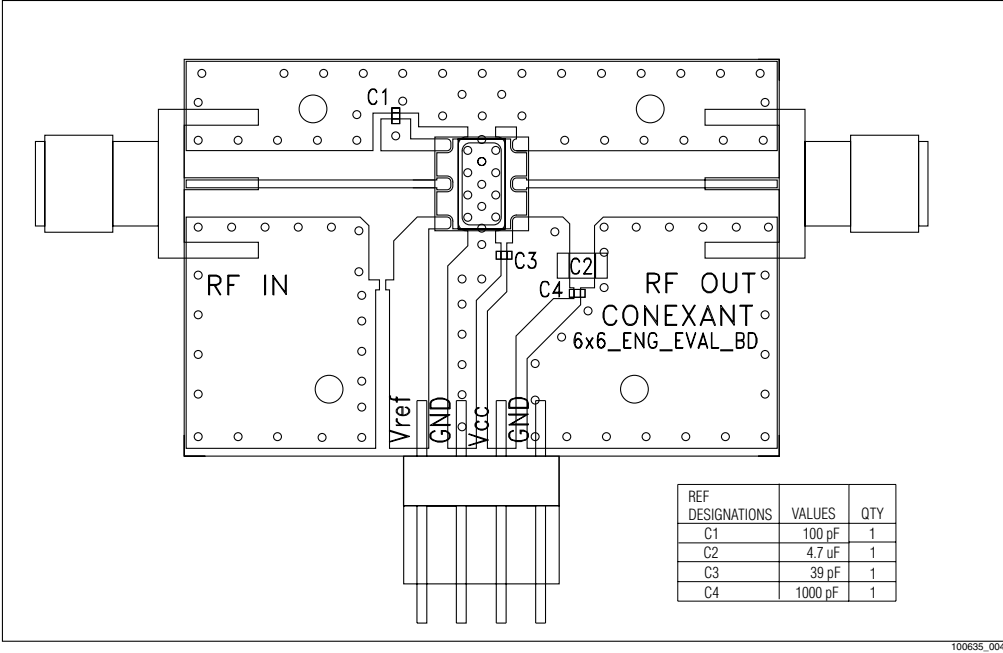 C1
C3
C2
C4
RF IN
RF OUT
CONEXANT
6x6_ENG_EVAL_BD
Vref
GND
Vcc
GND
REF DESIGNATIONS VALUES QTY
C1 100 pF 1
C2 4.7 uF 1
C3 39 pF 1
C4 1000 pF 1
100635_004